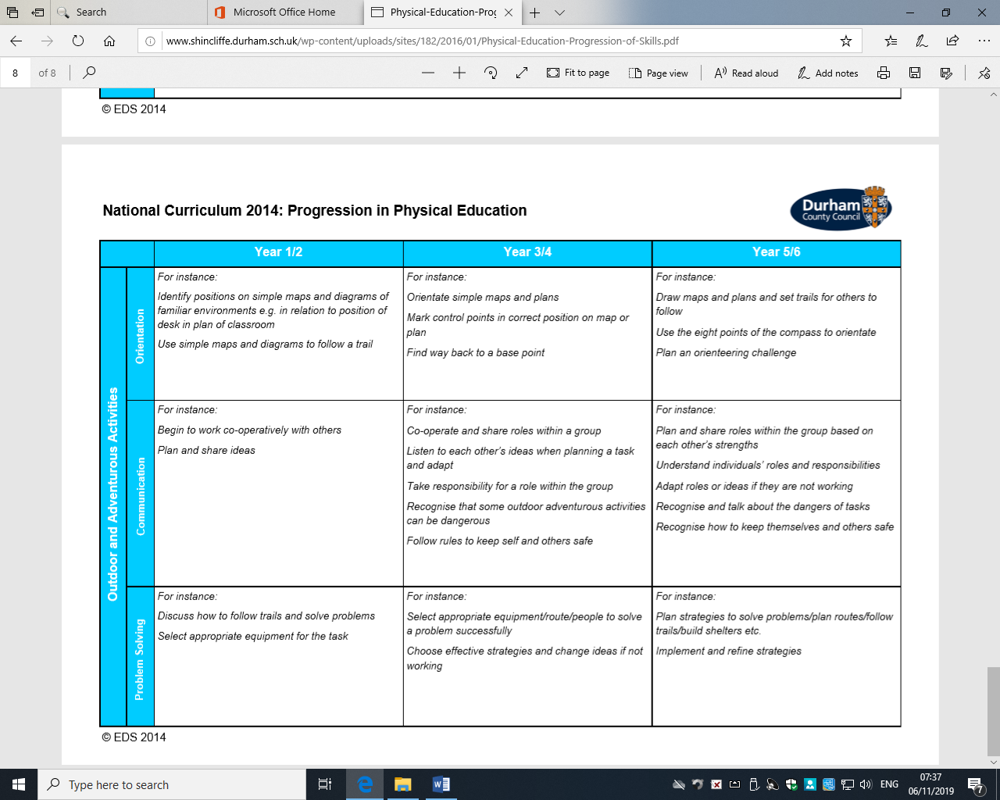 Search
Microsoft Office Home
Physical-Education-Prog
www.shincliffe.durham.sch.uk/wp-content/uploads/sites/182/2016/01/Physical-Education-Progression-of-Skills.pdf
8 of 8
Fit to page
Page view
Read aloud
Add notes
© EDS 2014
National Curriculum 2014: Progression in Physical Education
Durham
County Council
Year 1/2
Year 3/4
Year 5/6
Outdoor and Adventurous Activities
Orientation
For instance:
Identify positions on simple maps and diagrams of
familiar environments e.g. in relation to position of
desk in plan of classroom
Use simple maps and diagrams to follow a trail
For instance:
Orientate simple maps and plans
Mark control points in correct position on map or
plan
Find way back to a base point
For instance:
Draw maps and plans and set trails for others to
follow
Use the eight points of the compass to orientate
Plan an orienteering challenge
Communication
For instance:
Begin to work co-operatively with others
Plan and share ideas
For instance:
Co-operate and share roles within a group
Listen to each other's ideas when planning a task
and adapt
Take responsibility for a role within the group
Recognise that some outdoor adventurous activities
can be dangerous
Follow rules to keep self and others safe
For instance:
Plan and share roles within the group based on
each other's strengths
Understand individuals' roles and responsibilities
Adapt roles or ideas if they are not working
Recognise and talk about the dangers of tasks
Recognise how to keep themselves and others safe
Problem Solving
For instance:
Discuss how to follow trails and solve problems
Select appropriate equipment for the task
For instance:
Select appropriate equipment/route/people to solve
a problem successfully
Choose effective strategies and change ideas if not
working
For instance:
Plan strategies to solve problems/plan routes/follow
trails/build shelters etc.
Implement and refine strategies
© EDS 2014
Type here to search
ENG
07:37
06/11/2019
7